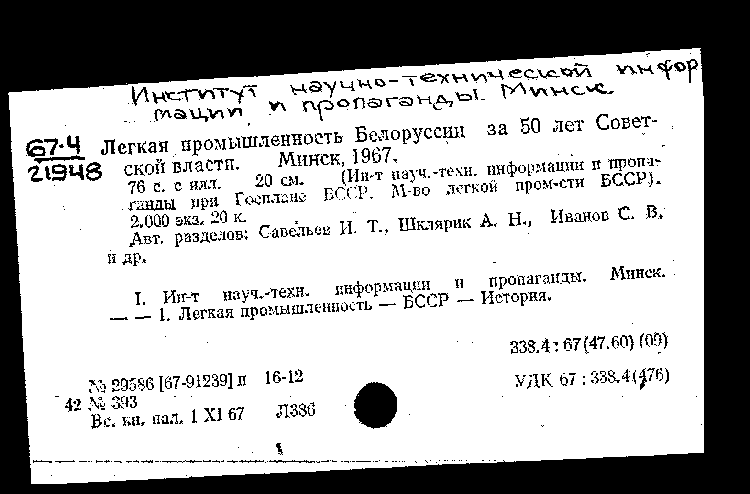 Институт научно-технической инфор
мации и пропаганды. Минск.
67-4
21948
Легкая промышленность Белоруссии за 50 лет Совет-
ской власти. Минск, 1967.
76 с. с илл. 20 см. (Ин-т науч.-техн. информации и пропа-
ганды при Госплане БССР. М-во легкой пром-сти БССР).
2.000 экз. 20 к.
Авт. разделов: Савельев И. Т., Шклярик А. Н., Иванов С. В.
и др.
I. Ин-т науч.-техн. информации и пропаганды. Минск.
— — 1. Легкая промышленность — БССР — История.
338.4 : 67(47.60) (09)
№ 29586 [67-91239] п 16-12
УДК 67 : 338.4(476)
42 № 393
Вс. кн. пал. 1 XI 67 Л386